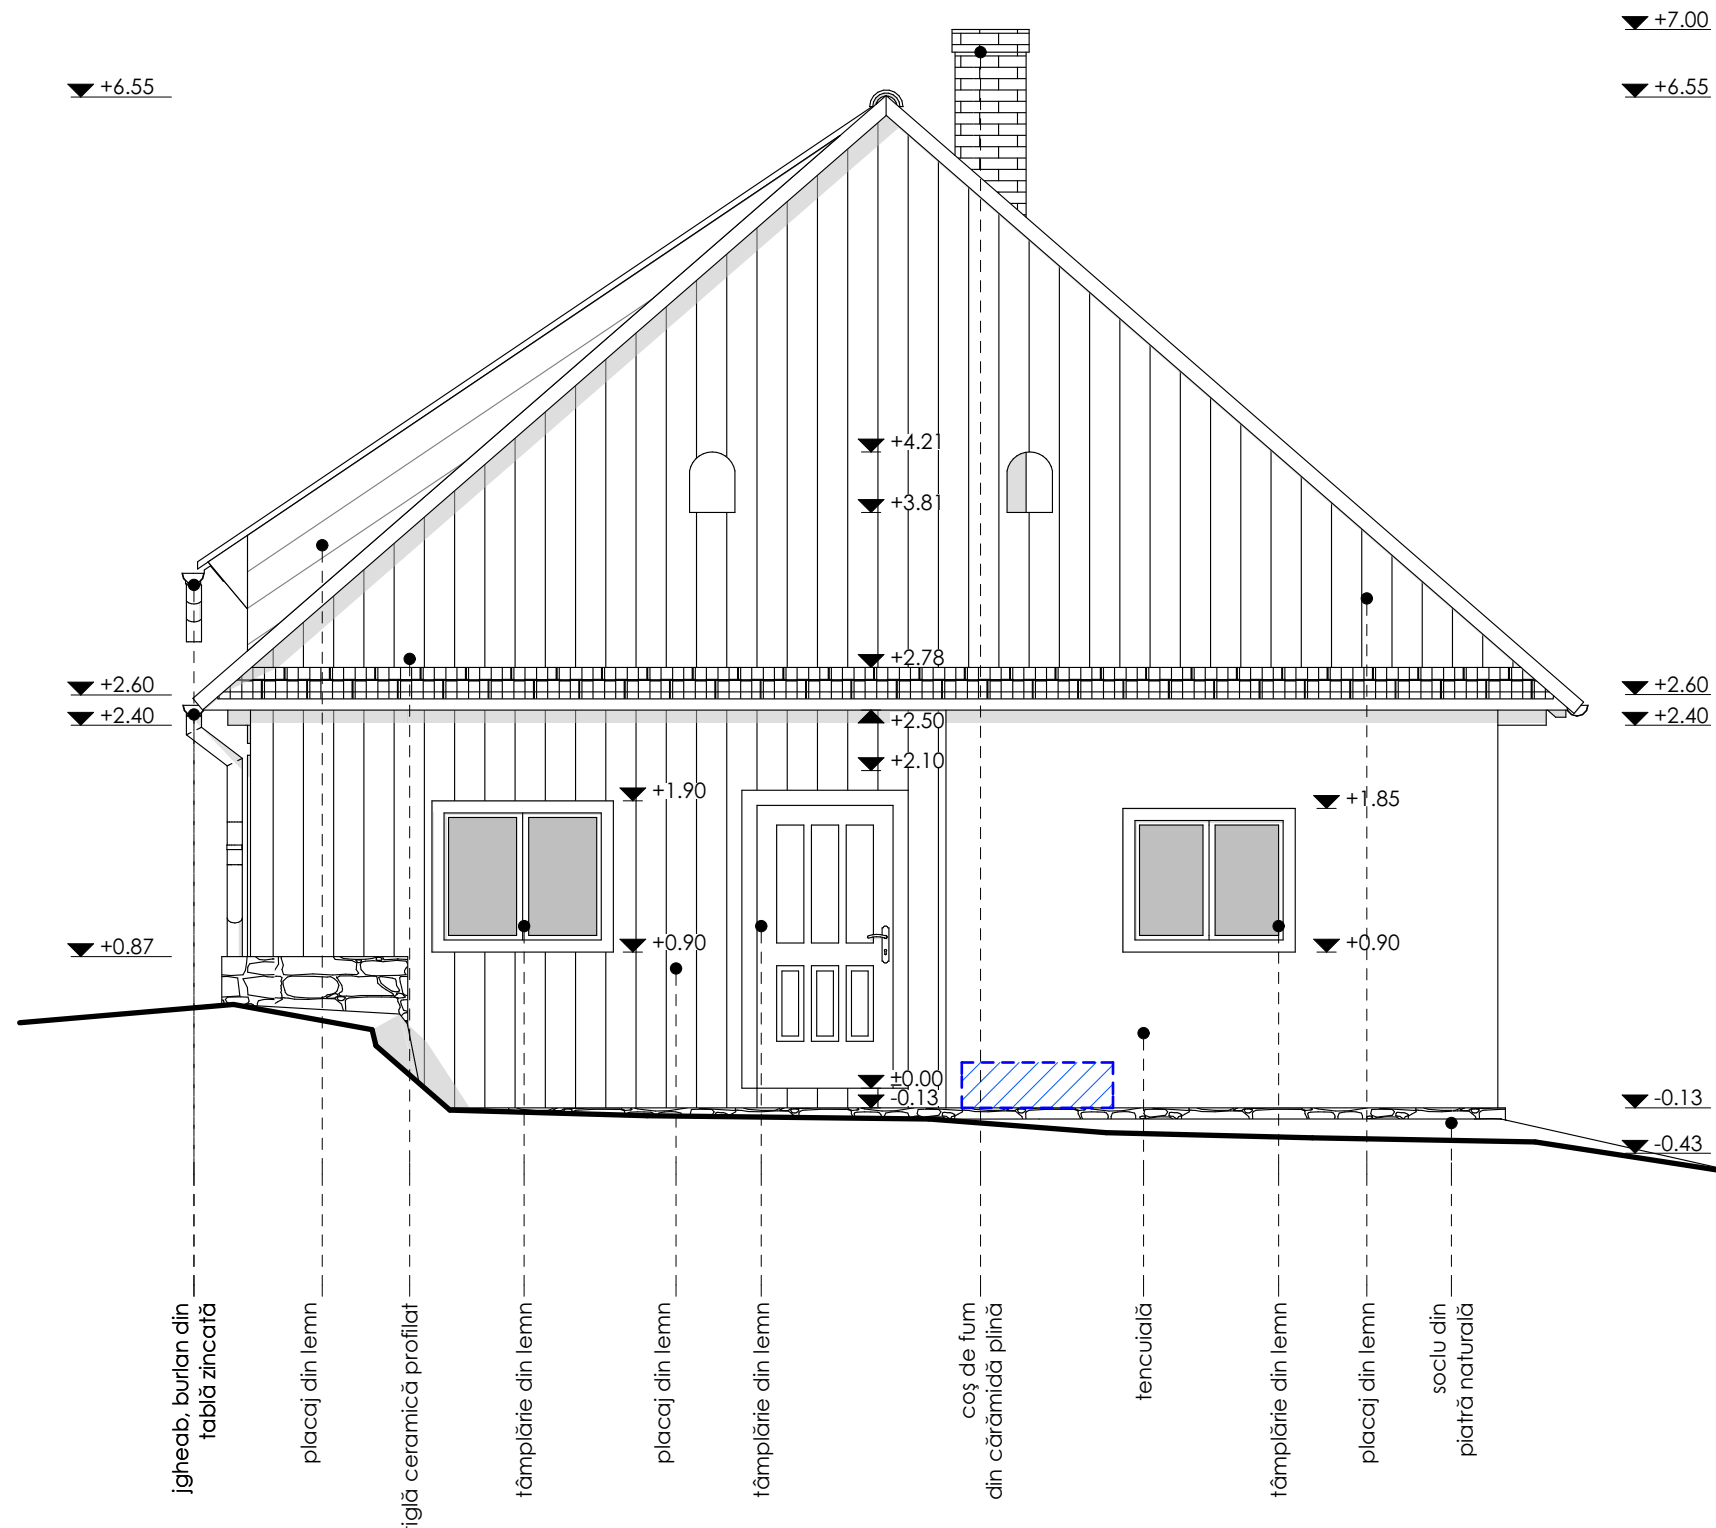 +7.00
+6.55
+6.55
+4.21
+3.81
+2.78
+2.60
+2.60
+2.40
+2.50
+2.40
+2.10
+1.90
+1.85
+0.90
+0.90
+0.87
±0.00
-0.13
-0.13
-0.43
jgheab, burlan din
tablă zincată
placaj din lemn
ceramică profilat
tâmplărie din lemn
placaj din lemn
tâmplărie din lemn
coş de fum
din cărămidă plină
tencuială
tâmplărie din lemn
placaj din lemn
soclu din
piatră naturală